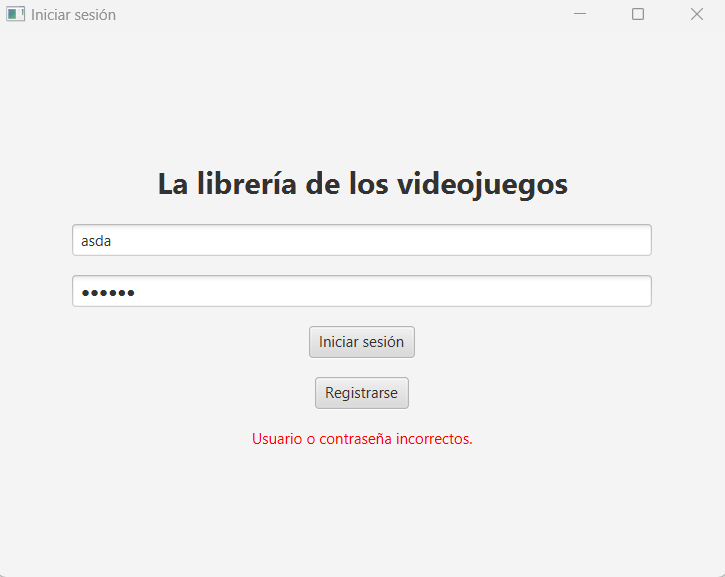 Iniciar sesión
La librería de los videojuegos
asda
●●●●●●
Iniciar sesión
Registrarse
Usuario o contraseña incorrectos.